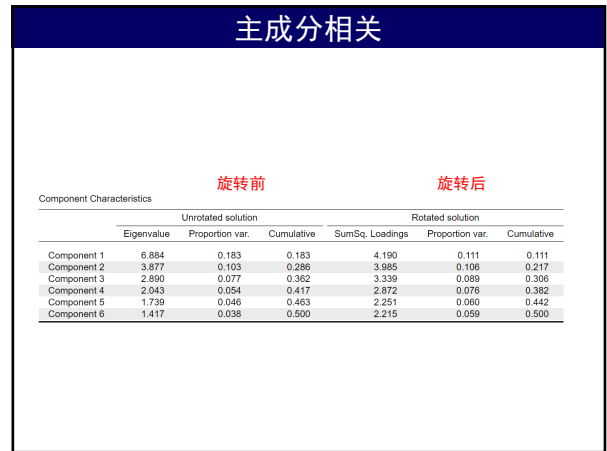 主成分相关
旋转前 旋转后
Component Characteristics
Unrotated solution Rotated solution
Eigenvalue Proportion var. Cumulative SumSq. Loadings Proportion var. Cumulative
Component 1 6.884 0.183 0.183 4.190 0.111 0.111
Component 2 3.877 0.103 0.286 3.985 0.106 0.217
Component 3 2.890 0.077 0.362 3.339 0.089 0.306
Component 4 2.043 0.054 0.417 2.872 0.076 0.382
Component 5 1.739 0.046 0.463 2.251 0.060 0.442
Component 6 1.417 0.038 0.500 2.215 0.059 0.500